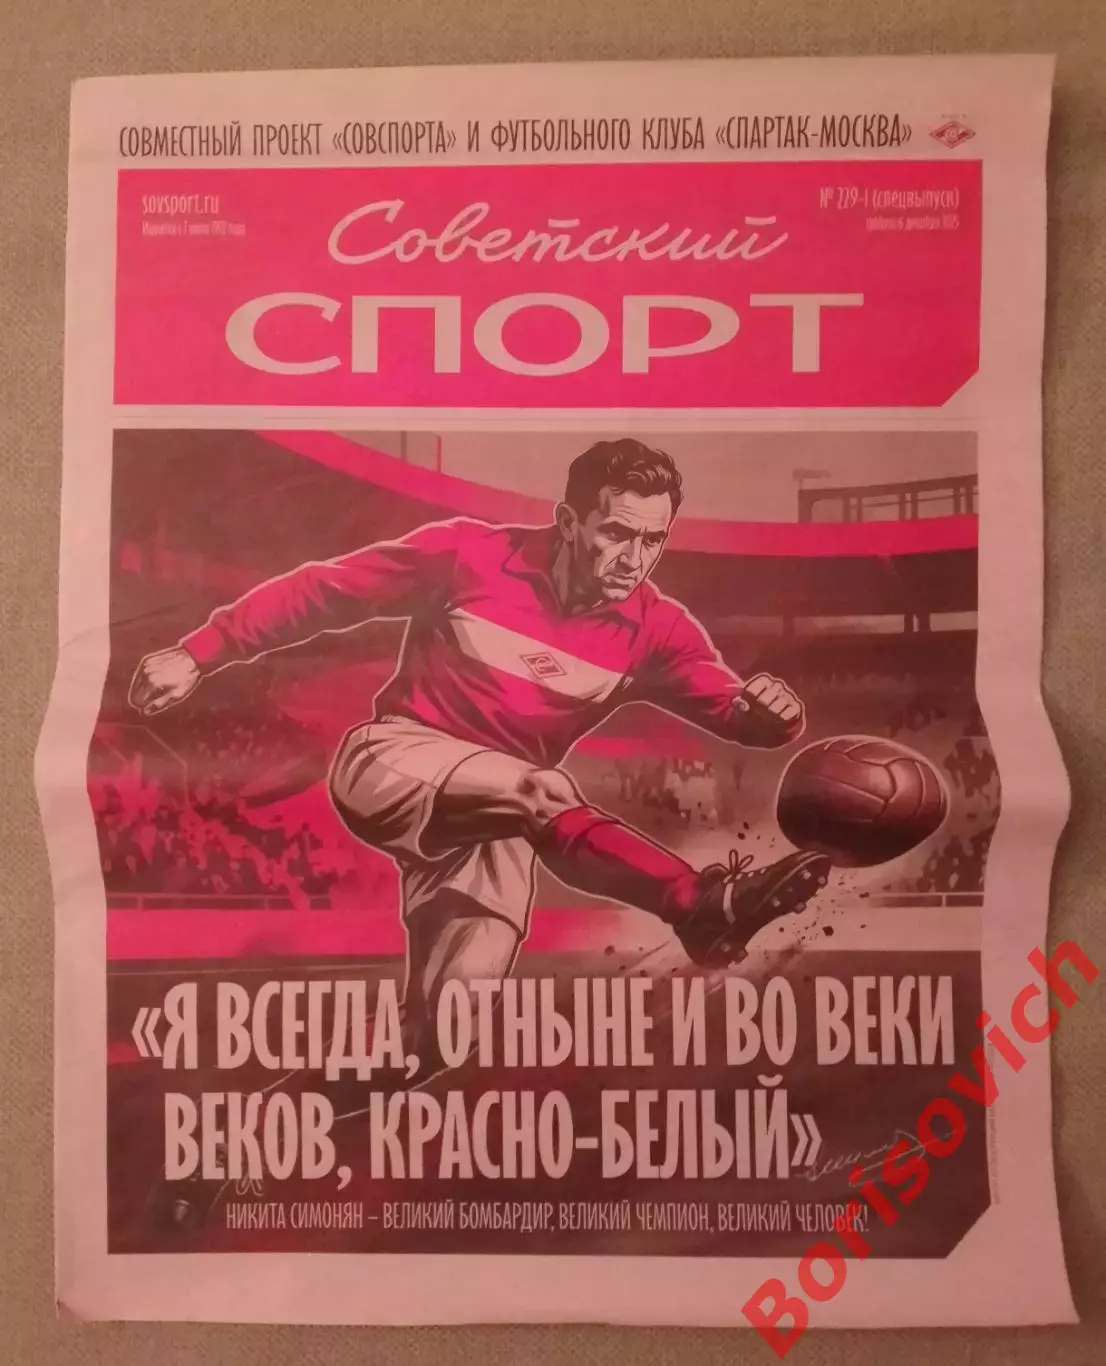 СОВМЕСТНЫЙ ПРОЕКТ «СОВСПОРТА» И ФУТБОЛЬНОГО КЛУБА «СПАРТАК-МОСКВА»
sovsport.ru
№ 229-1 (спецвыпуск)
Советский
СПОРТ
«Я ВСЕГДА, ОТНЫНЕ И ВО ВЕКИ
ВЕКОВ, КРАСНО-БЕЛЫЙ»
НИКИТА СИМОНЯН – ВЕЛИКИЙ БОМБАРДИР, ВЕЛИКИЙ ЧЕМПИОН, ВЕЛИКИЙ ЧЕЛОВЕК!
Borisovich